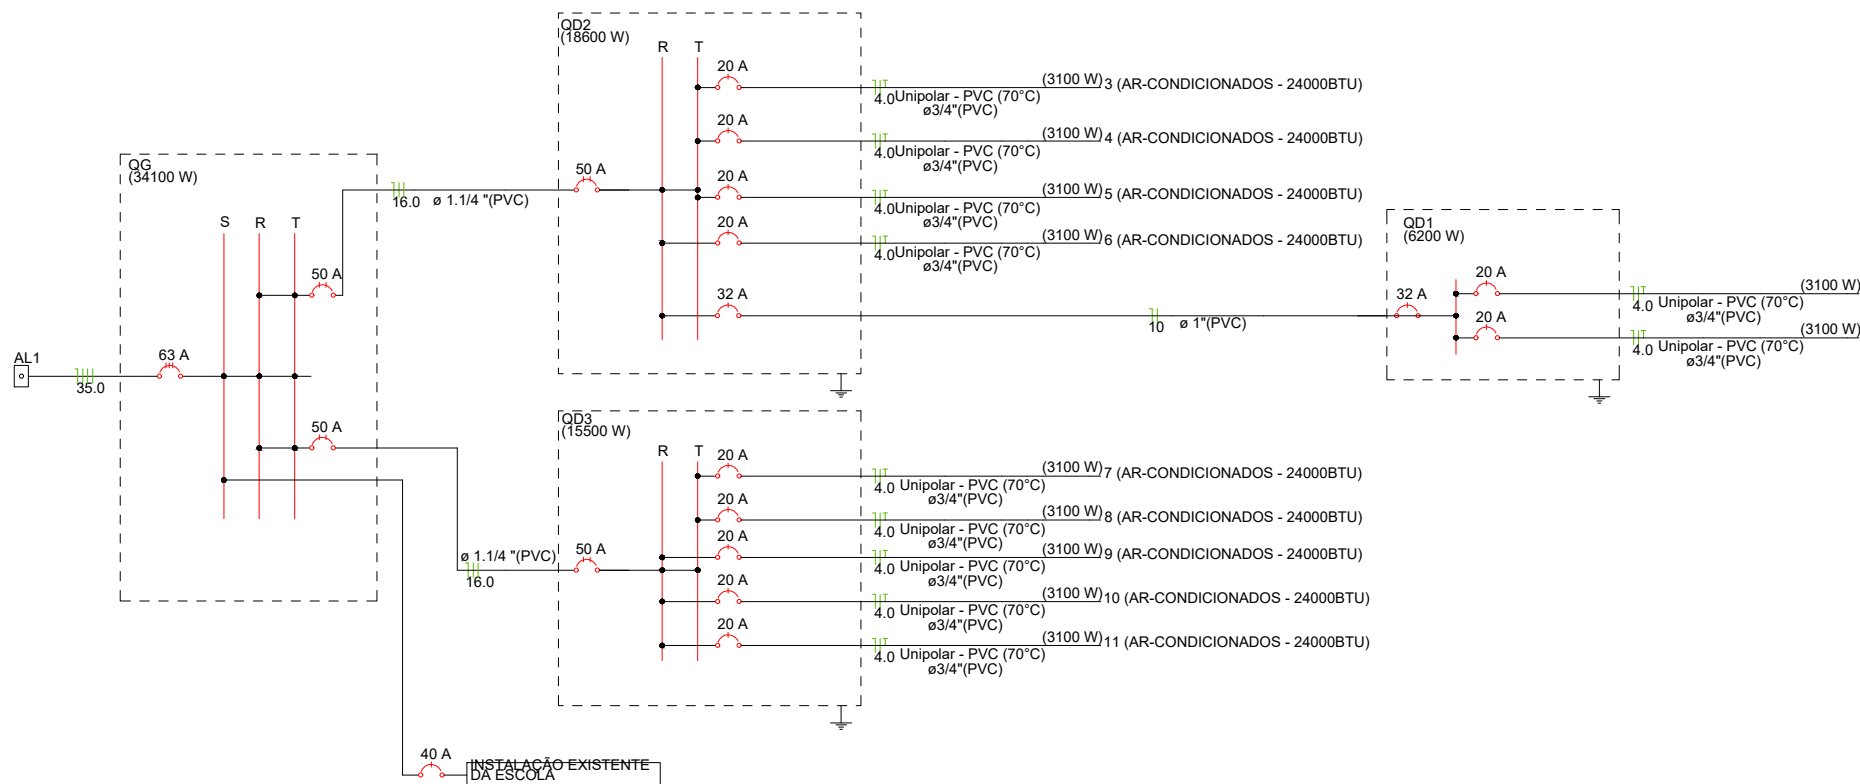 AL1
35.0
QG
(34100 W)
S R T
63 A
50 A
50 A
16.0 ø 1.1/4 "(PVC)
ø 1.1/4 "(PVC)
16.0
40 A
INSTALAÇÃO EXISTENTE
DA ESCOLA
QD2
(18600 W)
R T
50 A
20 A
4.0 Unipolar - PVC (70°C)
ø3/4"(PVC)
(3100 W) 3 (AR-CONDICIONADOS - 24000BTU)
20 A
4.0 Unipolar - PVC (70°C)
ø3/4"(PVC)
(3100 W) 4 (AR-CONDICIONADOS - 24000BTU)
20 A
4.0 Unipolar - PVC (70°C)
ø3/4"(PVC)
(3100 W) 5 (AR-CONDICIONADOS - 24000BTU)
20 A
4.0 Unipolar - PVC (70°C)
ø3/4"(PVC)
(3100 W) 6 (AR-CONDICIONADOS - 24000BTU)
32 A
10 ø 1"(PVC)
QD1
(6200 W)
32 A
20 A
4.0 Unipolar - PVC (70°C)
ø3/4"(PVC)
(3100 W)
20 A
4.0 Unipolar - PVC (70°C)
ø3/4"(PVC)
(3100 W)
QD3
(15500 W)
R T
50 A
20 A
4.0 Unipolar - PVC (70°C)
ø3/4"(PVC)
(3100 W) 7 (AR-CONDICIONADOS - 24000BTU)
20 A
4.0 Unipolar - PVC (70°C)
ø3/4"(PVC)
(3100 W) 8 (AR-CONDICIONADOS - 24000BTU)
20 A
4.0 Unipolar - PVC (70°C)
ø3/4"(PVC)
(3100 W) 9 (AR-CONDICIONADOS - 24000BTU)
20 A
4.0 Unipolar - PVC (70°C)
ø3/4"(PVC)
(3100 W) 10 (AR-CONDICIONADOS - 24000BTU)
20 A
4.0 Unipolar - PVC (70°C)
ø3/4"(PVC)
(3100 W) 11 (AR-CONDICIONADOS - 24000BTU)